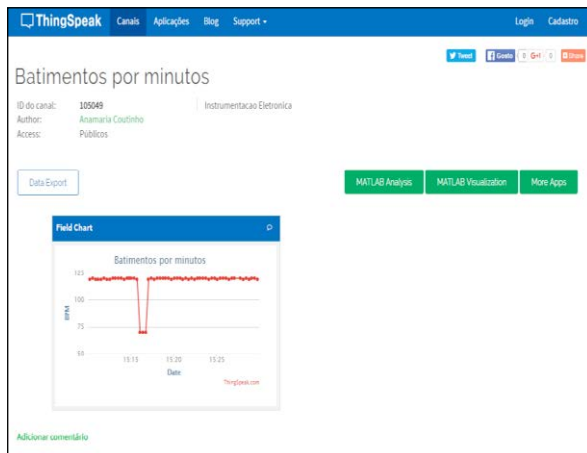 ThingSpeak Canais Aplicações Blog Support Login Cadastro
Tweet Gosto 0 G+1 0 Share
Batimentos por minutos
ID do canal: 105049 Instrumentacao Eletronica
Author: Anamaria Coutinho
Access: Públicos
Data Export MATLAB Analysis MATLAB Visualization More Apps
Field Chart
Batimentos por minutos
125
100
BPM
75
50
15:15 15:20 15:25
Date
ThingSpeak.com
Adicionar comentário